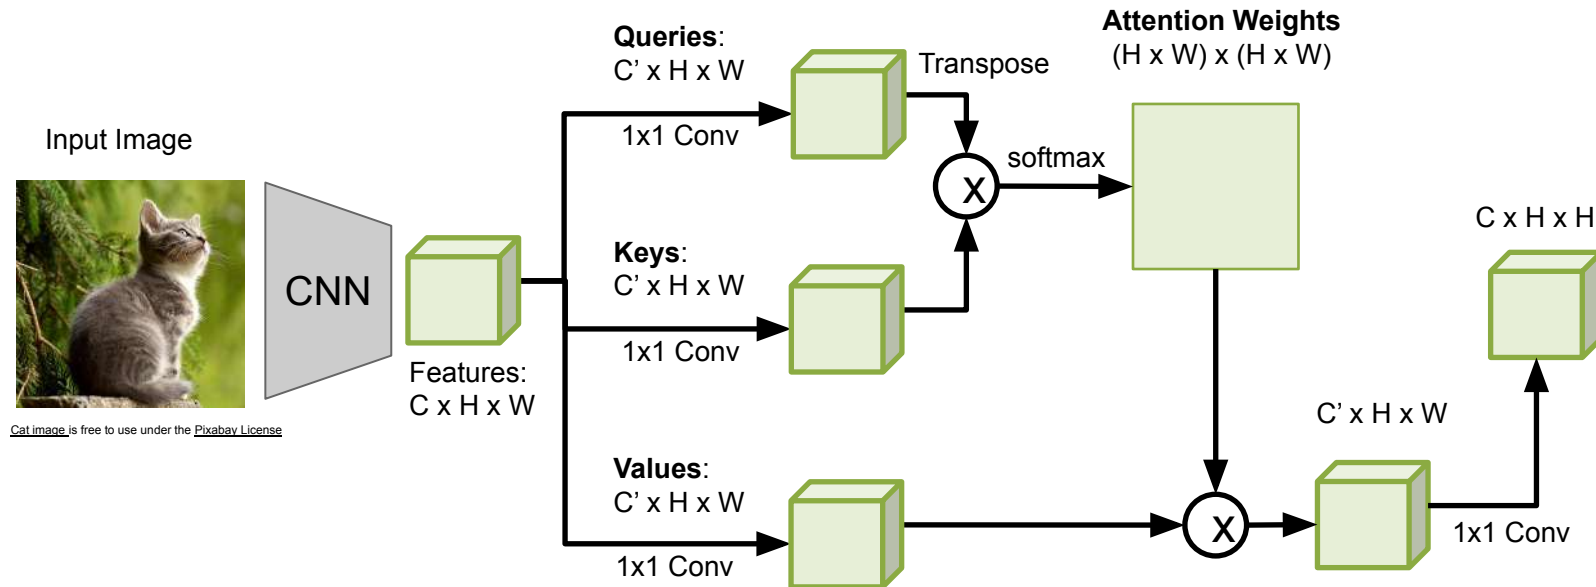 Input Image
Cat image is free to use under the Pixabay License
CNN
Features:
C x H x W
Queries:
C’ x H x W
1x1 Conv
Keys:
C’ x H x W
1x1 Conv
Values:
C’ x H x W
1x1 Conv
Transpose
X
softmax
Attention Weights
(H x W) x (H x W)
X
C’ x H x W
1x1 Conv
C x H x H